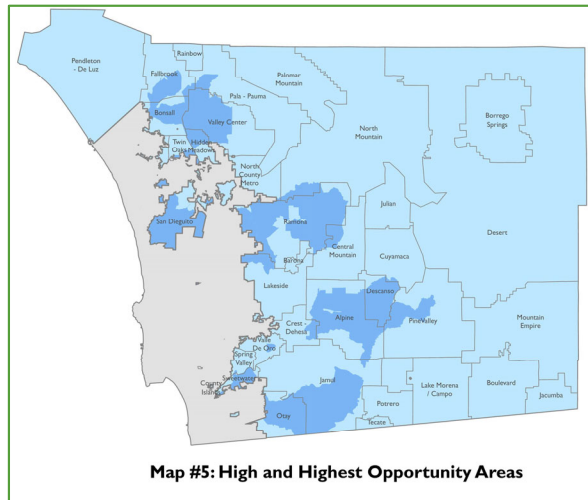 Rainbow
Pendleton
- De Luz
Fallbrook
Palomar
Mountain
Pala - Pauma
Bonsall
Valley Center
North
Mountain
Borrego
Springs
Twin
Oaks
Hidden
Meadows
North
County
Metro
San Dieguito
Ramona
Julian
Desert
Central
Mountain
Cuyamaca
Barona
Lakeside
Descanso
Alpine
Pine Valley
Mountain
Empire
Crest -
Dehesa
Valle
De Oro
Spring
Valley
Sweetwater
County
Islands
Jamul
Lake Morena
/ Campo
Boulevard
Jacumba
Potrero
Otay
Tecate
Map #5: High and Highest Opportunity Areas